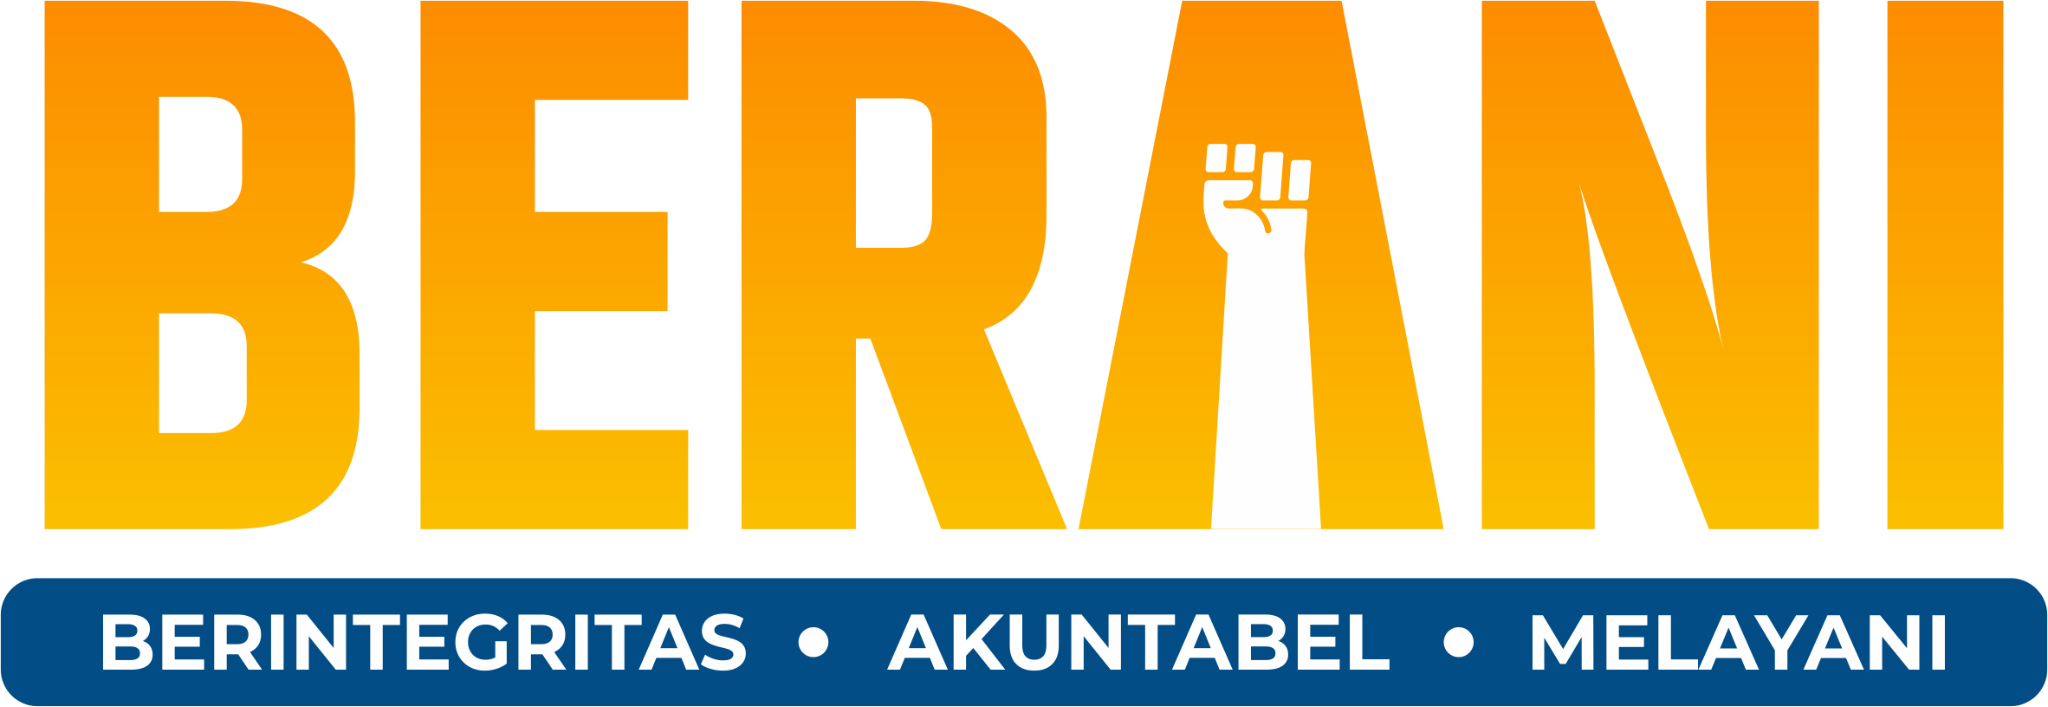 BERANI
BERINTEGRITAS • AKUNTABEL • MELAYANI